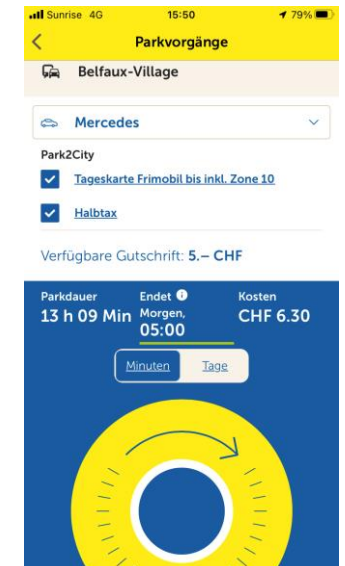 Sunrise 4G 15:50 79%
Parkvorgänge
Belfaux-Village
Mercedes
Park2City
Tageskarte Frimobil bis inkl. Zone 10
Halbtax
Verfügbare Gutschrift: 5.– CHF
Parkdauer Endet Kosten
13 h 09 Min Morgen, 05:00 CHF 6.30
Minuten Tage